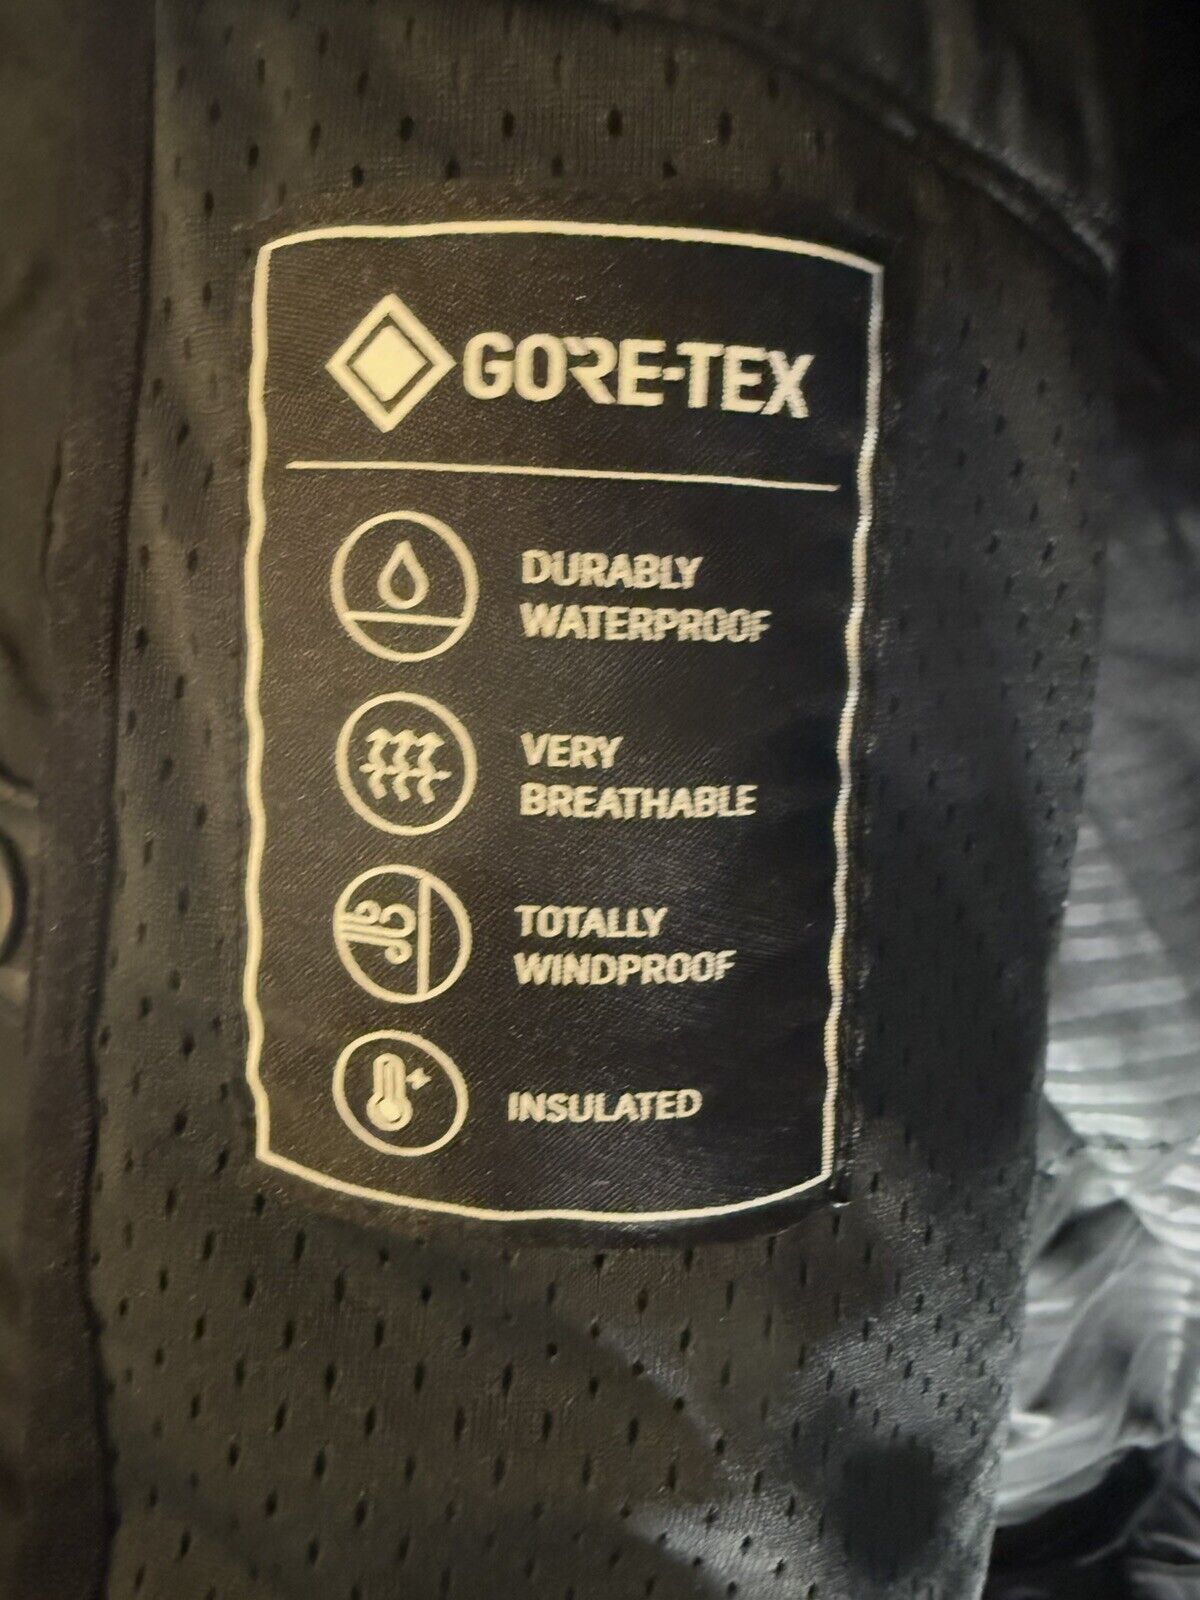 GORE-TEX
DURABLY
WATERPROOF
VERY
BREATHABLE
TOTALLY
WINDPROOF
INSULATED